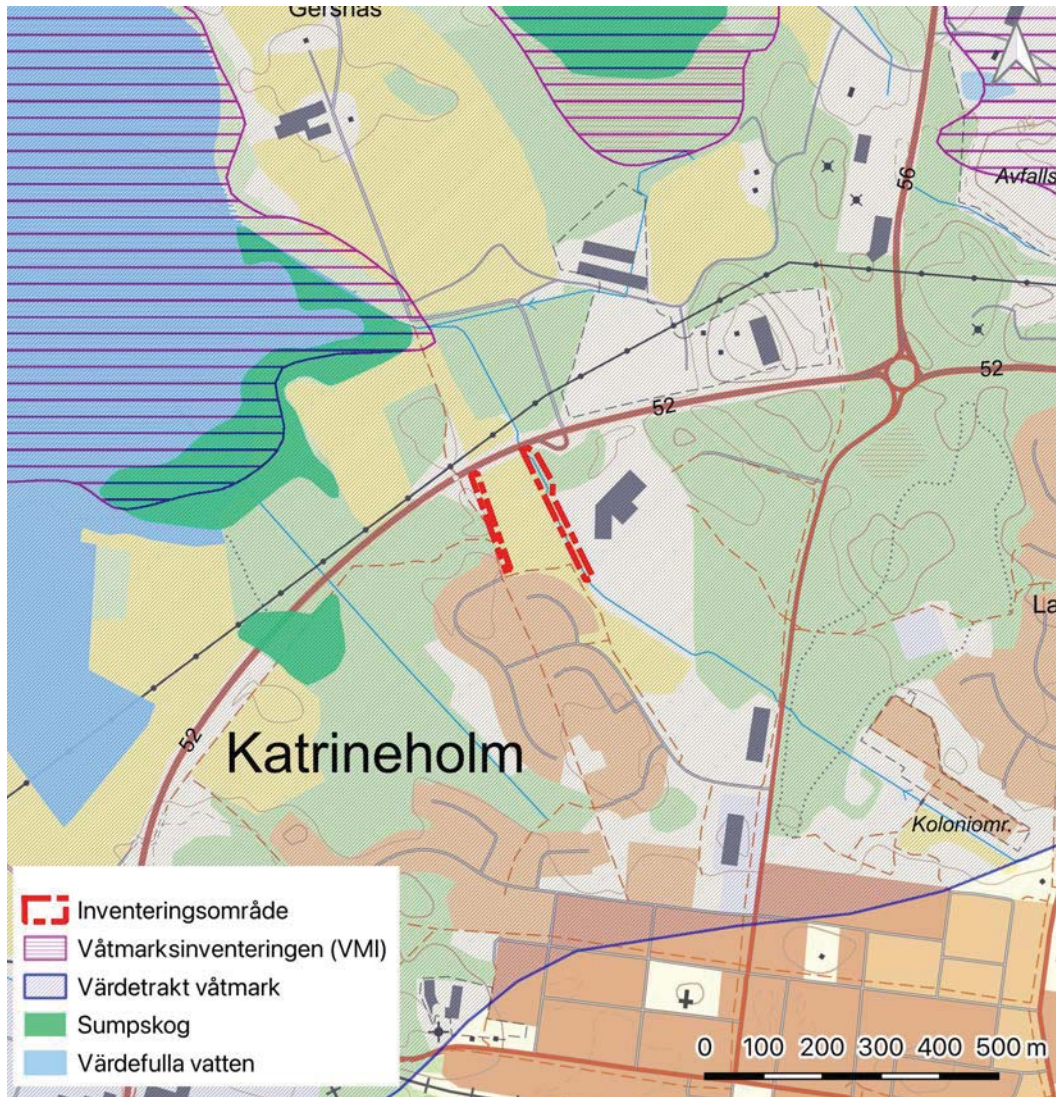 Gersnäs
56
Avfalls
52
52
La
52
Katrineholm
Koloniomr.
Inventeringsområde
Våtmarksinventeringen (VMI)
Värdetrakt våtmark
Sumpskog
Värdefulla vatten
0 100 200 300 400 500 m